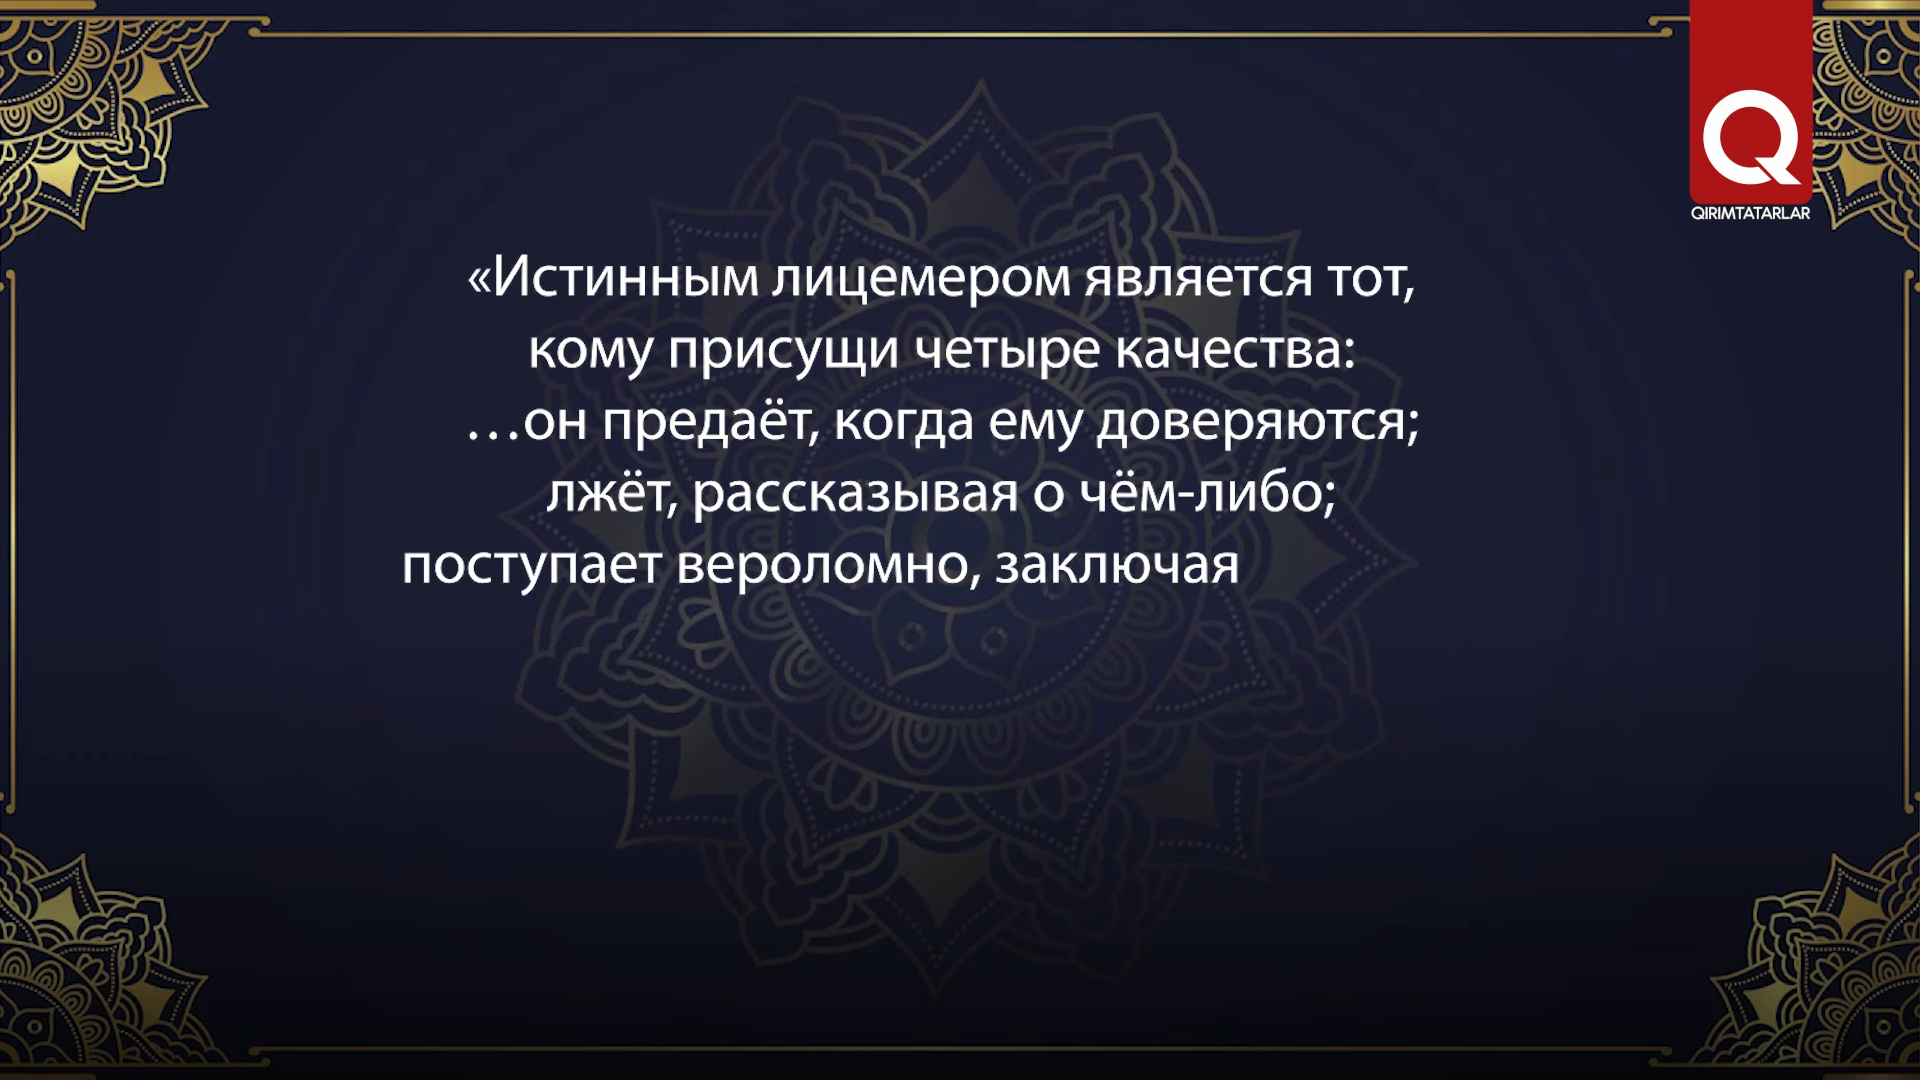 QIRIMTATARLAR
«Истинным лицемером является тот,
кому присущи четыре качества:
…он предаёт, когда ему доверяются;
лжёт, рассказывая о чём-либо;
поступает вероломно, заключая